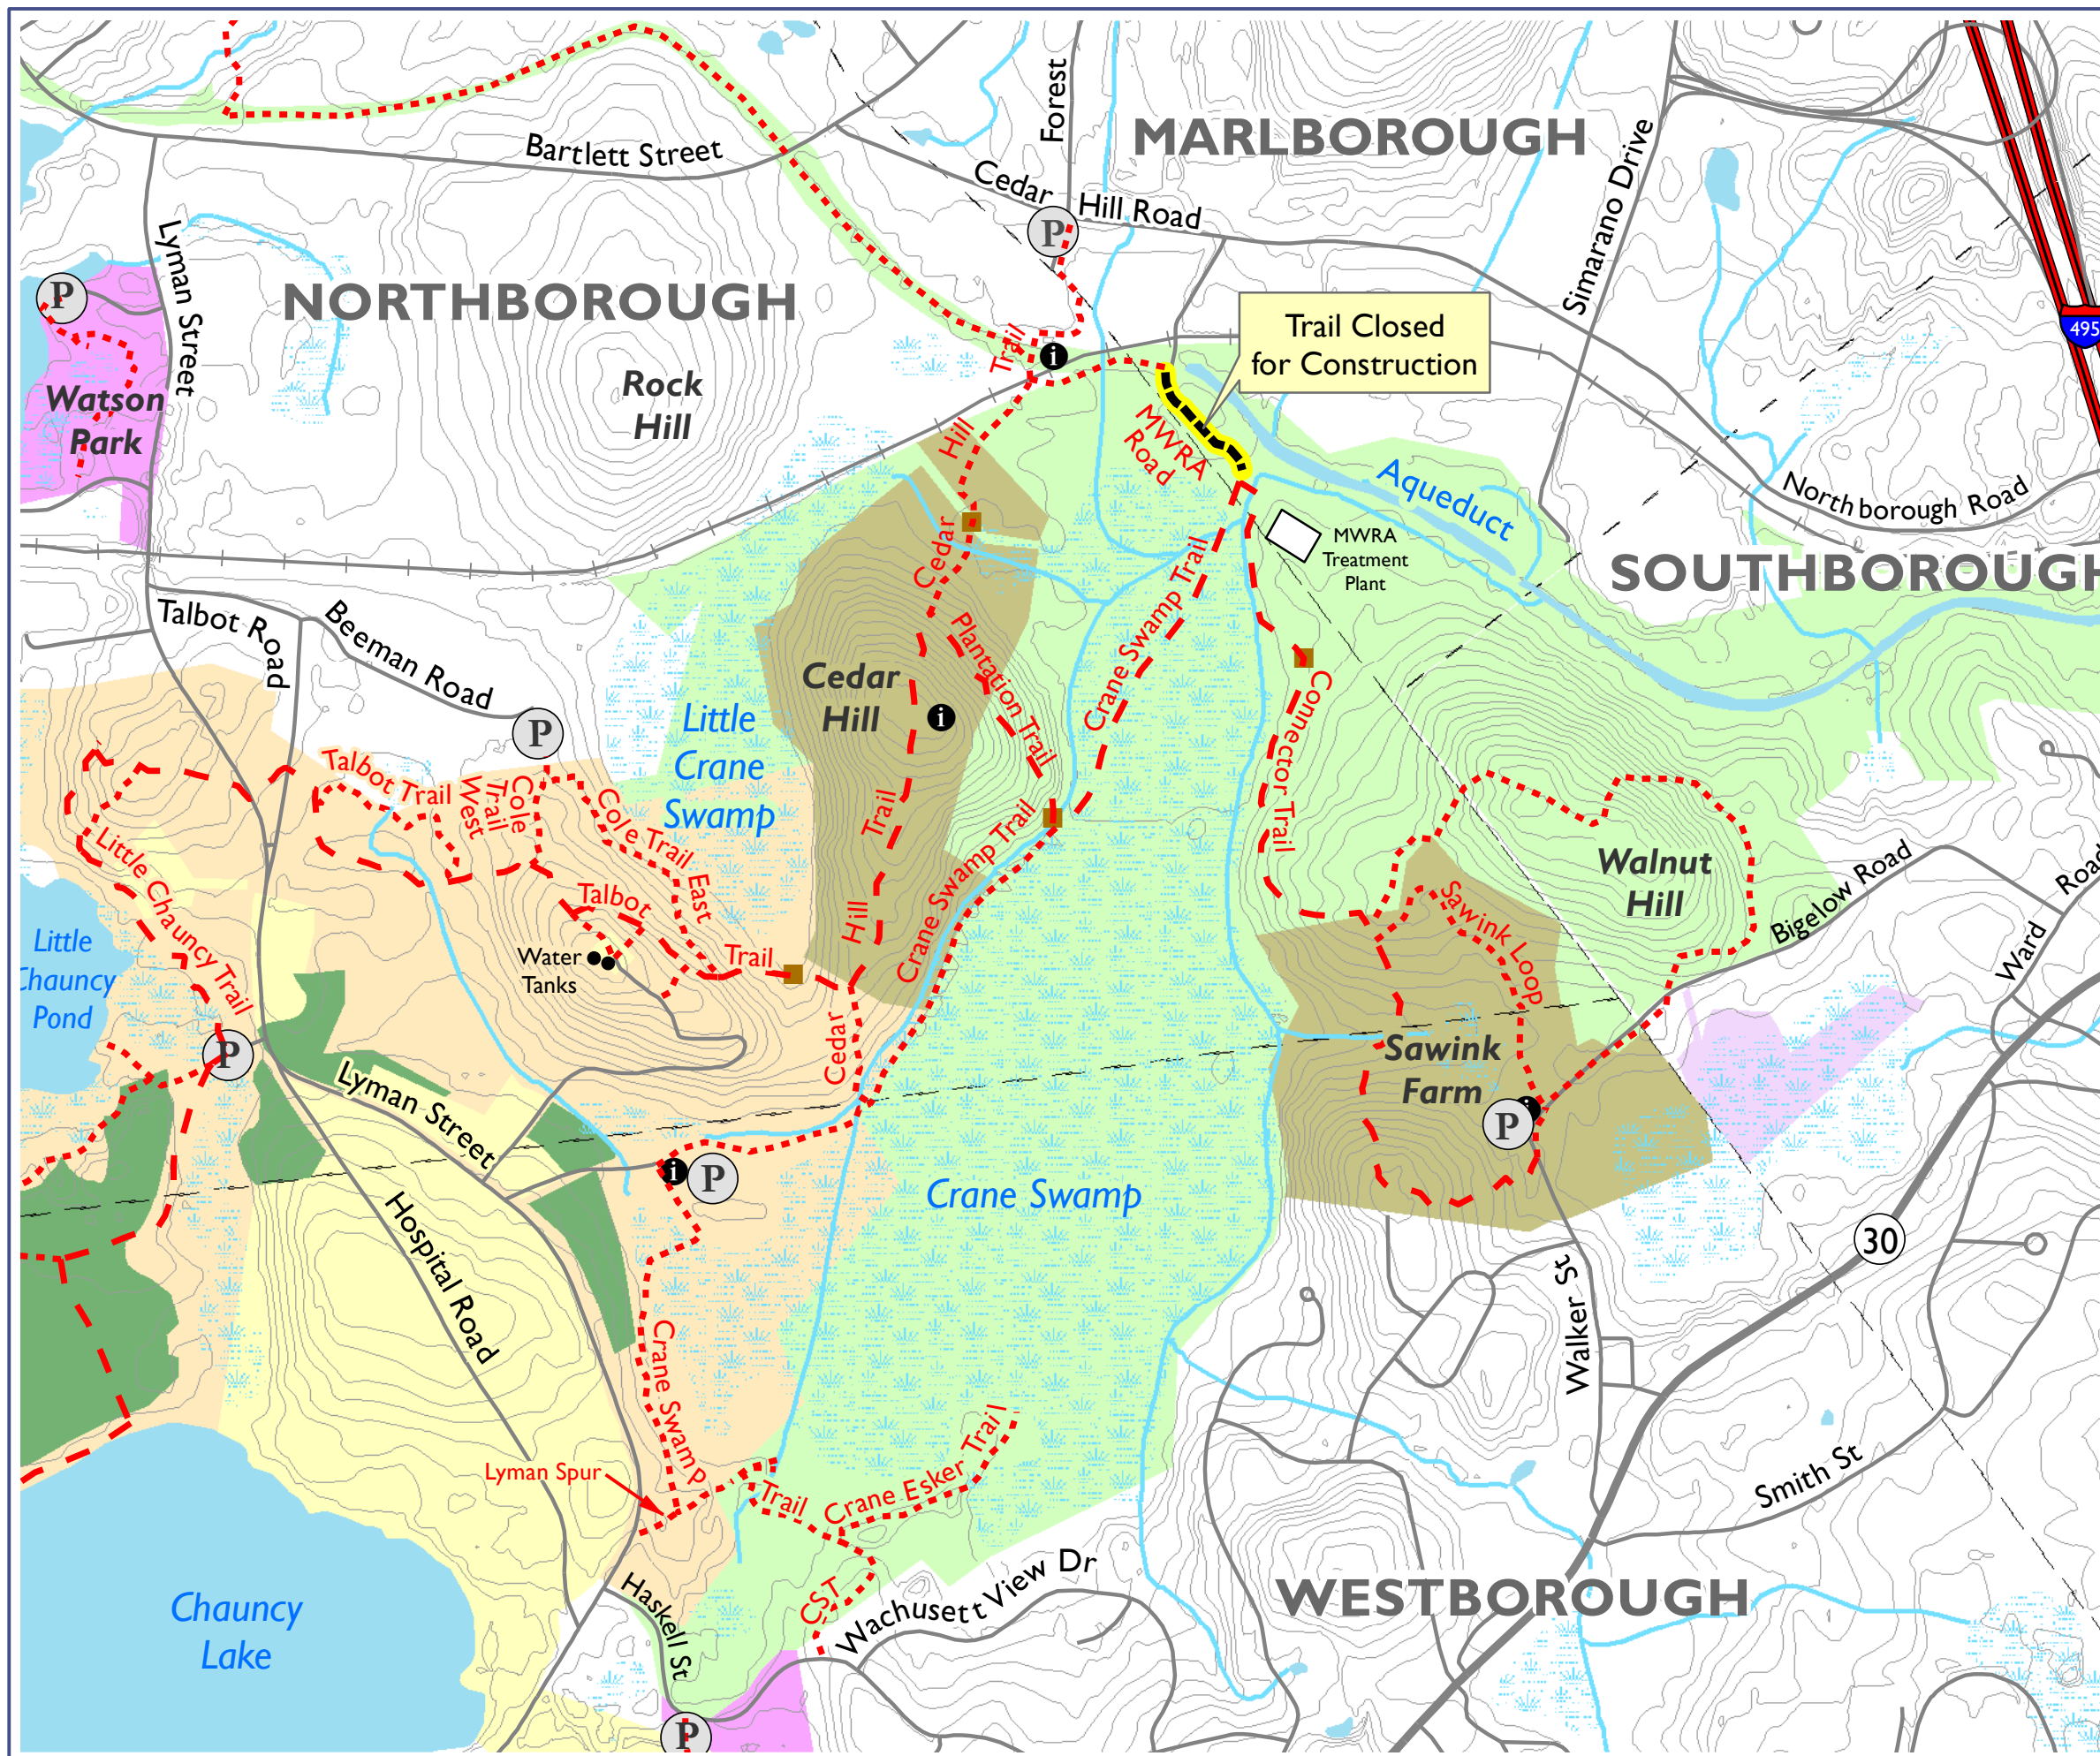 Forest
MARLBOROUGH
Simarano Drive
Bartlett Street
Cedar
Hill Road
P
Lyman Street
P
NORTHBOROUGH
495
Trail Closed
for Construction
Trail
i
Watson
Park
Rock
Hill
Hill
MWRA
Road
Aqueduct
Northborough Road
Cedar
MWRA
Treatment
Plant
SOUTHBOROUGH
Talbot Road
Beeman Road
Crane Swamp Trail
Plantation Trail
Cedar
Hill
i
Connector Trail
P
Little
Crane
Swamp
Talbot Trail
West
Trail
Cole
Cole Trail
East
Trail
Crane Swamp Trail
Walnut
Hill
Bigelow Road
Road
Little Chauncy Trail
Talbot
Hill
Sawink Loop
Ward
Little
Chauncy
Pond
Water
Tanks
Trail
P
Cedar
Sawink
Farm
Lyman Street
i
P
i
P
Crane Swamp
Hospital Road
30
Walker St
Crane Swamp
Lyman Spur
Trail
Crane Esker Trail
Smith St
Chauncy
Lake
Haskell St
CST
Wachusett View Dr
WESTBOROUGH
P